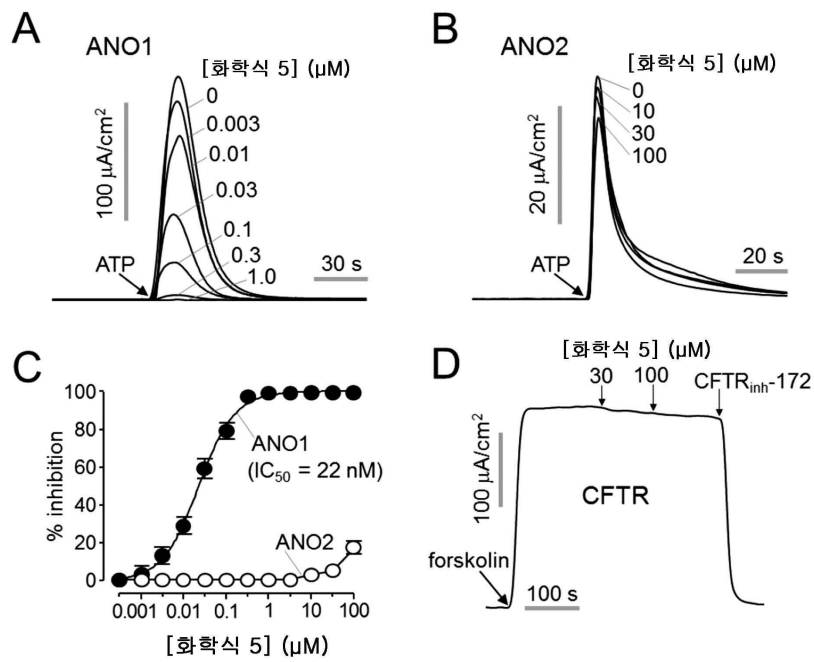 A
ANO1
[화학식 5] (μM)
0
0.003
0.01
0.03
0.1
0.3
1.0
100 μA/cm²
ATP
30 s
B
ANO2
[화학식 5] (μM)
0
10
30
100
20 μA/cm²
ATP
20 s
C
% inhibition
100
80
60
40
20
0
ANO1
(IC₅₀ = 22 nM)
ANO2
0.001
0.01
0.1
1
10
100
[화학식 5] (μM)
D
[화학식 5] (μM)
30
100
CFTRinh-172
100 μA/cm²
CFTR
forskolin
100 s